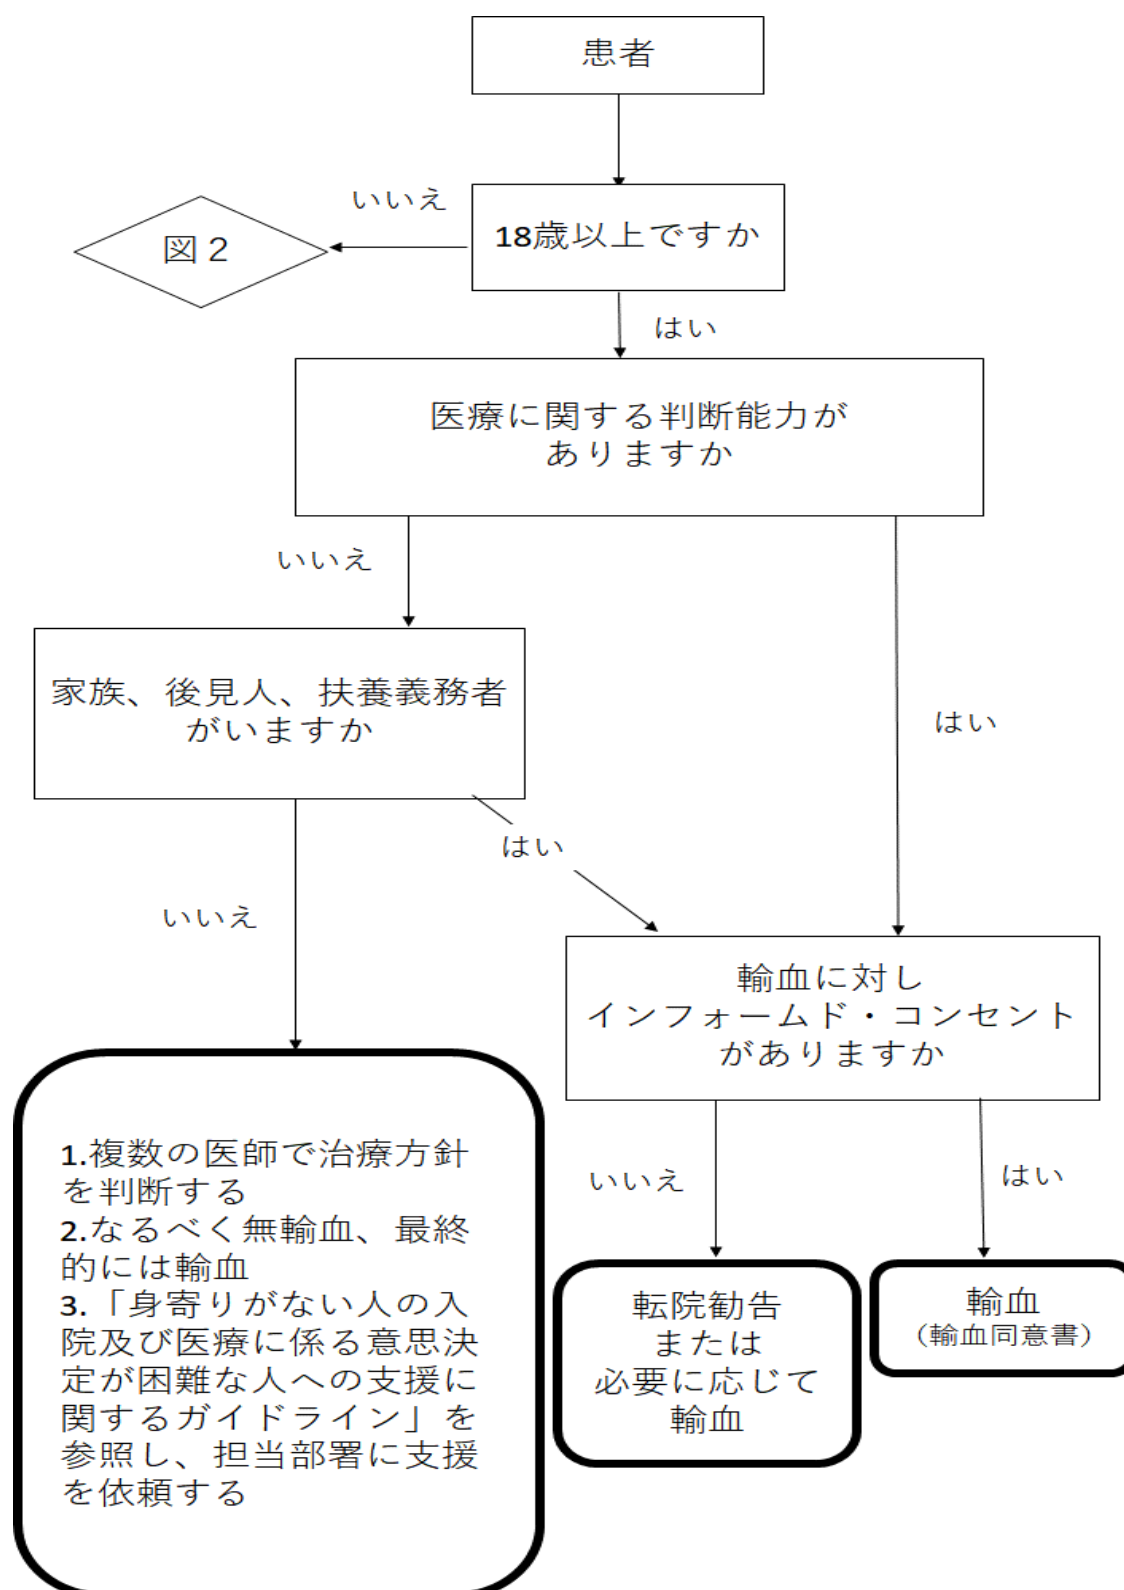 患者
いいえ
18歳以上ですか
図２
はい
医療に関する判断能力が
ありますか
いいえ
家族、後見人、扶養義務者
がいますか
はい
はい
いいえ
輸血に対し
インフォームド・コンセント
がありますか
1.複数の医師で治療方針
を判断する
2.なるべく無輸血、最終
的には輸血
3.「身寄りがない人の入
院及び医療に係る意思決
定が困難な人への支援に
関するガイドライン」を
参照し、担当部署に支援
を依頼する
いいえ
はい
転院勧告
または
必要に応じて
輸血
輸血
（輸血同意書）